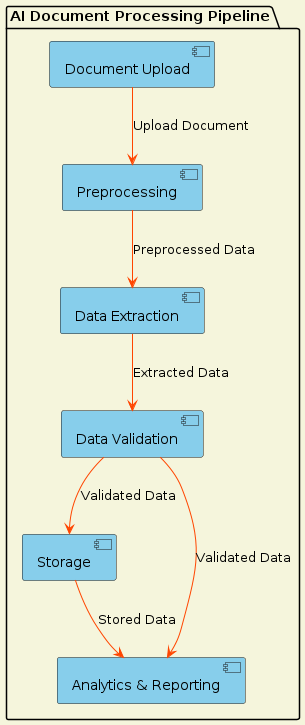 AI Document Processing Pipeline
Document Upload
Upload Document
Preprocessing
Preprocessed Data
Data Extraction
Extracted Data
Data Validation
Validated Data
Storage
Validated Data
Stored Data
Analytics & Reporting